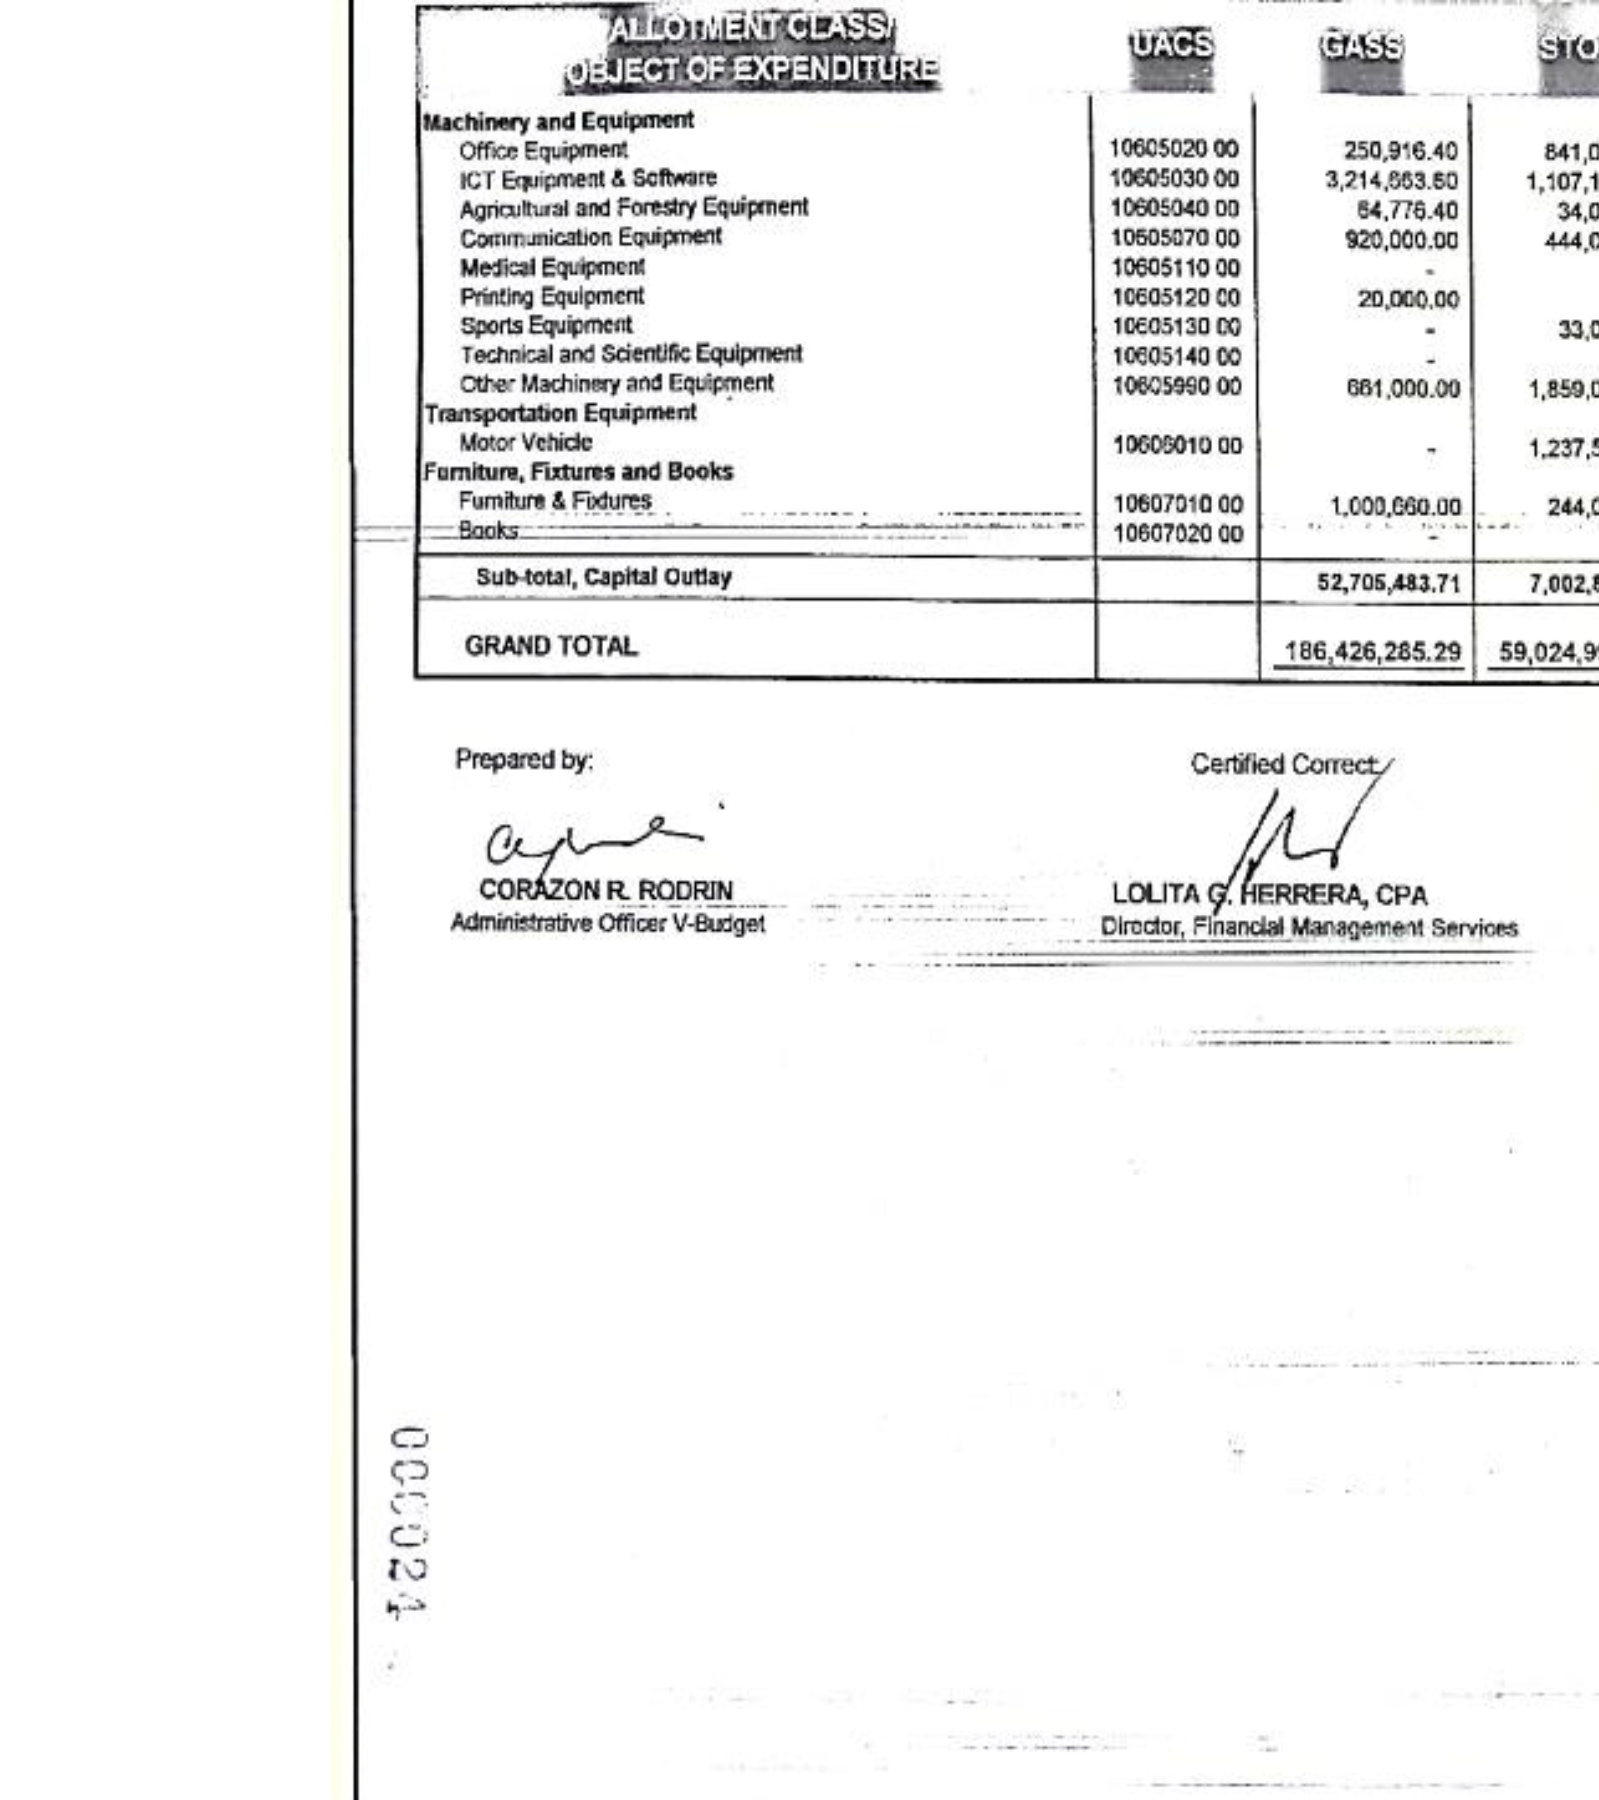 ALLOTMENT CLASS/
OBJECT OF EXPENDITURE UACS GASS STO
Machinery and Equipment
Office Equipment 10605020 00 250,916.40 841,0
ICT Equipment & Software 10605030 00 3,214,663.60 1,107,1
Agricultural and Forestry Equipment 10605040 00 64,776.40 34,0
Communication Equipment 10605070 00 920,000.00 444,0
Medical Equipment 10605110 00 -
Printing Equipment 10605120 00 20,000.00
Sports Equipment 10605130 00 - 33,0
Technical and Scientific Equipment 10605140 00 -
Other Machinery and Equipment 10605990 00 661,000.00 1,859,0
Transportation Equipment
Motor Vehicle 10606010 00 - 1,237,5
Furniture, Fixtures and Books
Furniture & Fixtures 10607010 00 1,000,660.00 244,0
Books 10607020 00 -
Sub-total, Capital Outlay 52,705,483.71 7,002,8
GRAND TOTAL 186,426,285.29 59,024,9
Prepared by: Certified Correct
CORAZON R. RODRIN LOLITA G. HERRERA, CPA
Administrative Officer V-Budget Director, Financial Management Services
000024